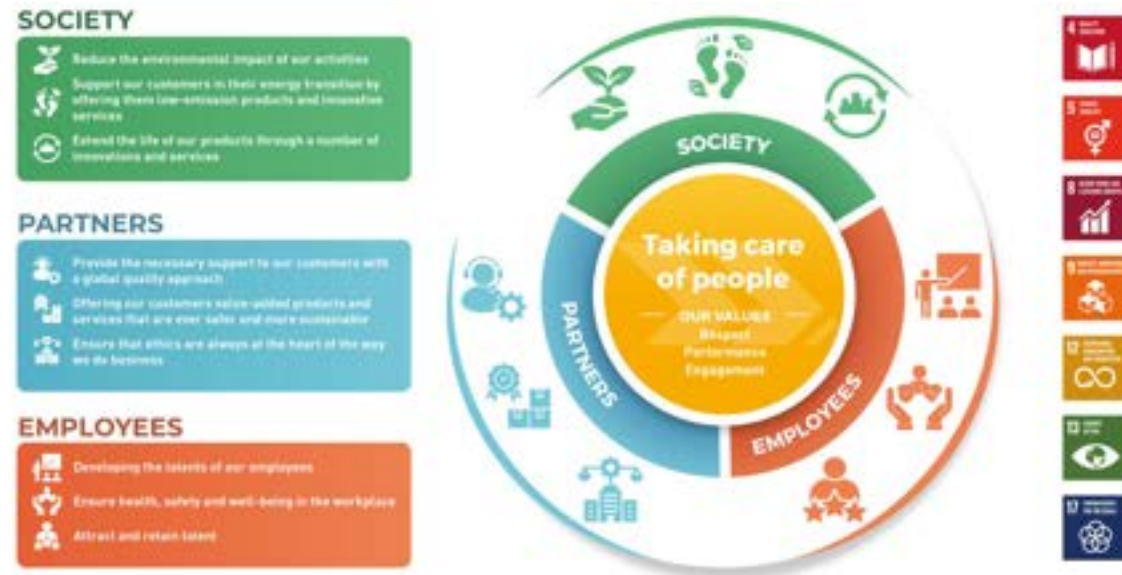 SOCIETY
Reduce the environmental impact of our activities
Support our customers in their energy transition by
offering them low-emission products and innovative
services
Extend the life of our products through a number of
innovations and services
PARTNERS
Provide the necessary support to our customers with
a global quality approach
Offering our customers value-added products and
services that are ever safer and more sustainable
Ensure that ethics are always at the heart of the way
we do business
EMPLOYEES
Developing the talents of our employees
Ensure health, safety and well-being in the workplace
Attract and retain talent
SOCIETY
PARTNERS
EMPLOYEES
Taking care
of people
OUR VALUES
Respect
Performance
Engagement
4
5
8
9
12
13
17